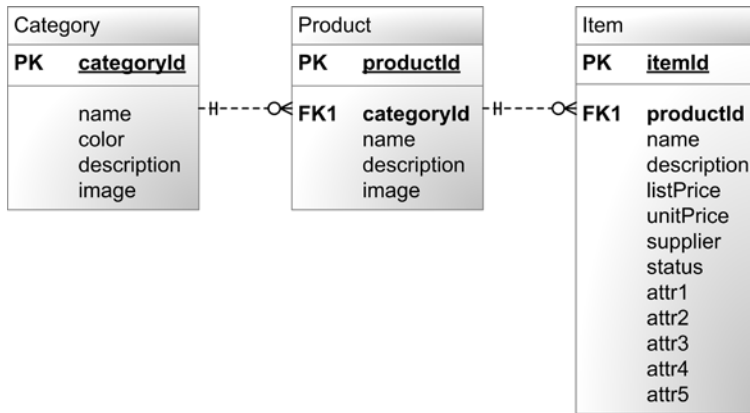 Category
PK categoryId
name
color
description
image
Product
PK productId
FK1 categoryId
name
description
image
Item
PK itemId
FK1 productId
name
description
listPrice
unitPrice
supplier
status
attr1
attr2
attr3
attr4
attr5